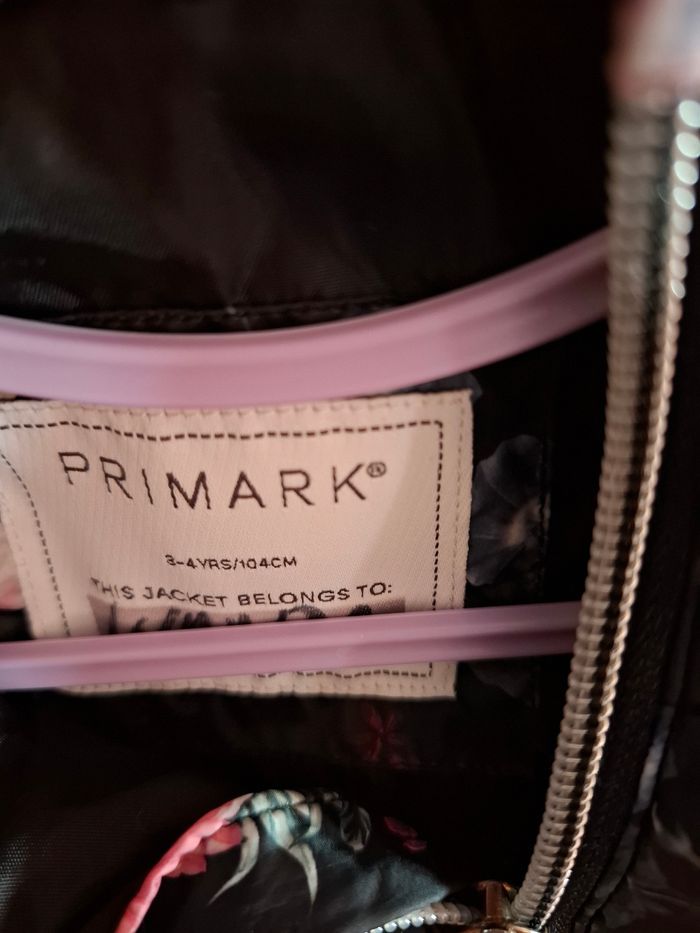 PRIMARK®
3-4YRS/104CM
THIS JACKET BELONGS TO: